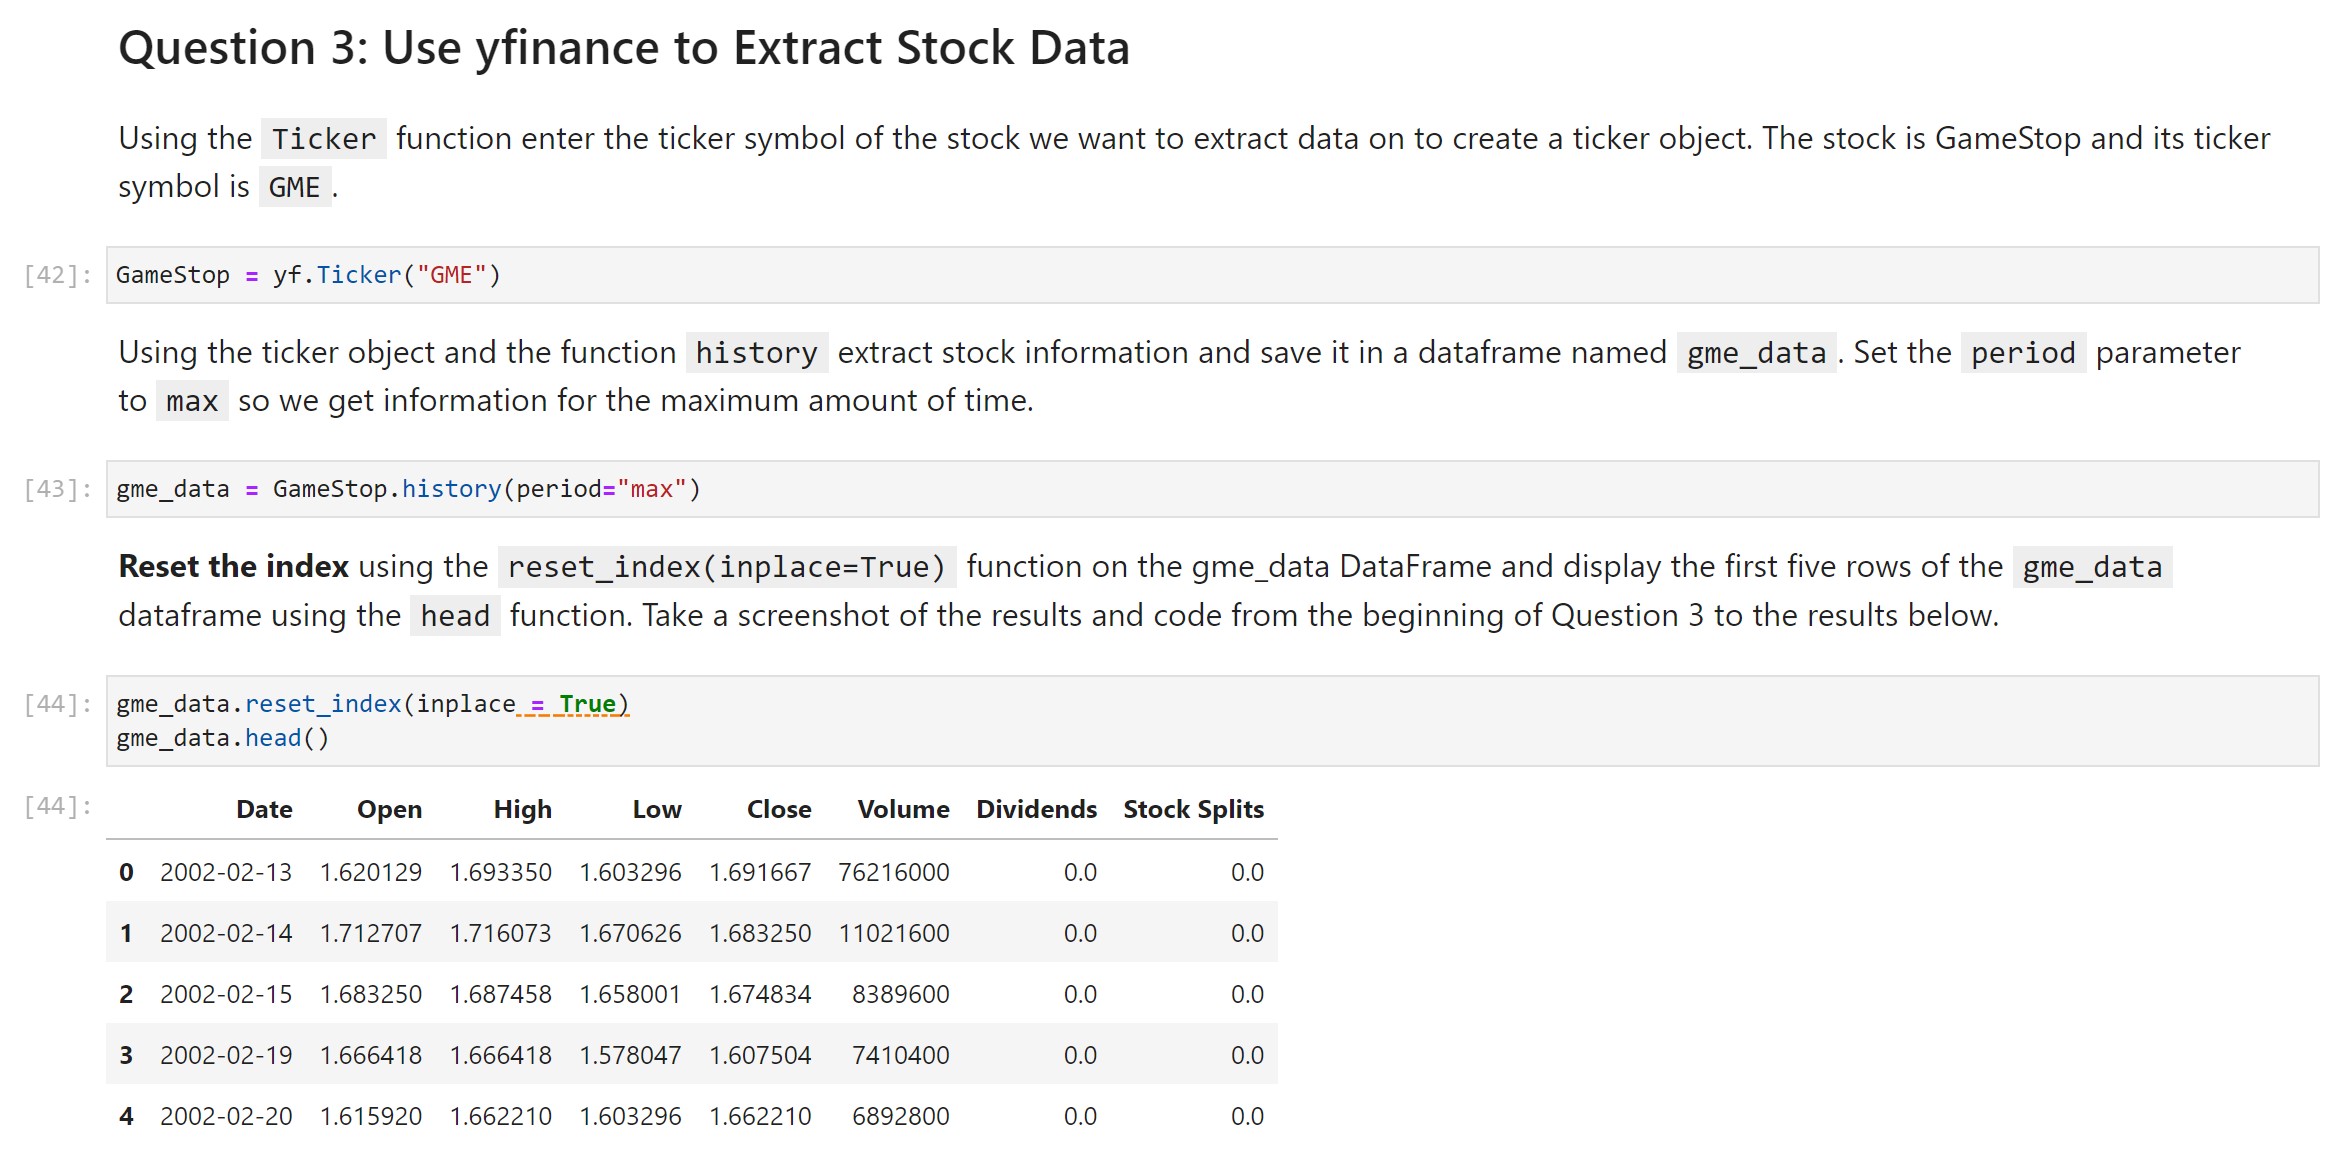 Question 3: Use yfinance to Extract Stock Data
Using the Ticker function enter the ticker symbol of the stock we want to extract data on to create a ticker object. The stock is GameStop and its ticker
symbol is GME .
[42]: GameStop = yf.Ticker("GME")
Using the ticker object and the function history extract stock information and save it in a dataframe named gme_data . Set the period parameter
to max so we get information for the maximum amount of time.
[43]: gme_data = GameStop.history(period="max")
Reset the index using the reset_index(inplace=True) function on the gme_data DataFrame and display the first five rows of the gme_data
dataframe using the head function. Take a screenshot of the results and code from the beginning of Question 3 to the results below.
[44]: gme_data.reset_index(inplace = True)
gme_data.head()
[44]: Date Open High Low Close Volume Dividends Stock Splits
0 2002-02-13 1.620129 1.693350 1.603296 1.691667 76216000 0.0 0.0
1 2002-02-14 1.712707 1.716073 1.670626 1.683250 11021600 0.0 0.0
2 2002-02-15 1.683250 1.687458 1.658001 1.674834 8389600 0.0 0.0
3 2002-02-19 1.666418 1.666418 1.578047 1.607504 7410400 0.0 0.0
4 2002-02-20 1.615920 1.662210 1.603296 1.662210 6892800 0.0 0.0